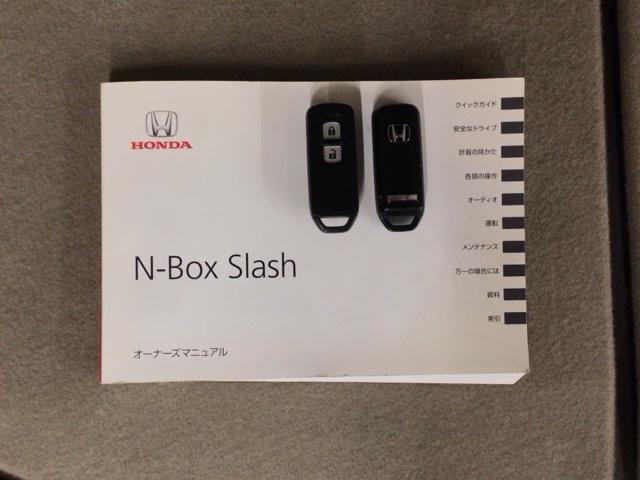 HONDA
N-Box Slash
オーナーズマニュアル
クイックガイド
安全なドライブ
計器の見かた
各部の操作
オーディオ
運転
メンテナンス
万一の場合には
資料
索引